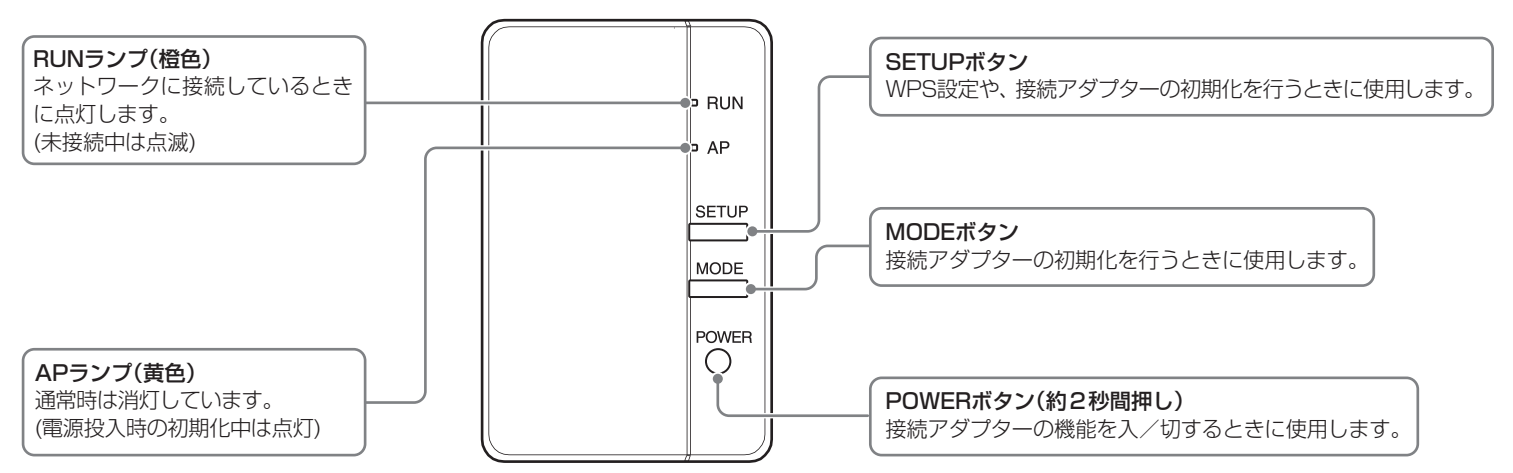 RUNランプ(橙色)
ネットワークに接続しているとき
に点灯します。
(未接続中は点滅)
APランプ(黄色)
通常時は消灯しています。
(電源投入時の初期化中は点灯)
RUN
AP
SETUP
MODE
POWER
SETUPボタン
WPS設定や、接続アダプターの初期化を行うときに使用します。
MODEボタン
接続アダプターの初期化を行うときに使用します。
POWERボタン(約2秒間押し)
接続アダプターの機能を入／切するときに使用します。